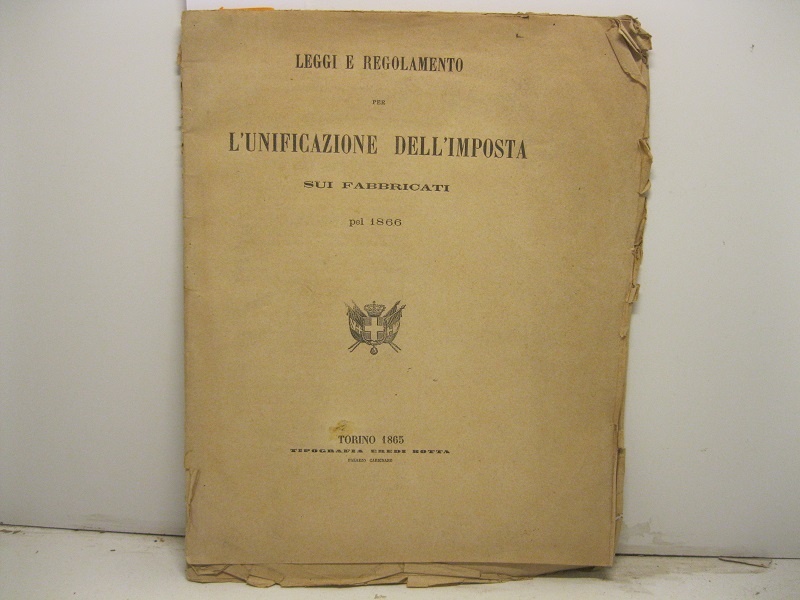 LEGGI E REGOLAMENTO
PER
L'UNIFICAZIONE DELL'IMPOSTA
SUI FABBRICATI
pel 1866
TORINO 1865
TIPOGRAFIA EREDI BOTTA